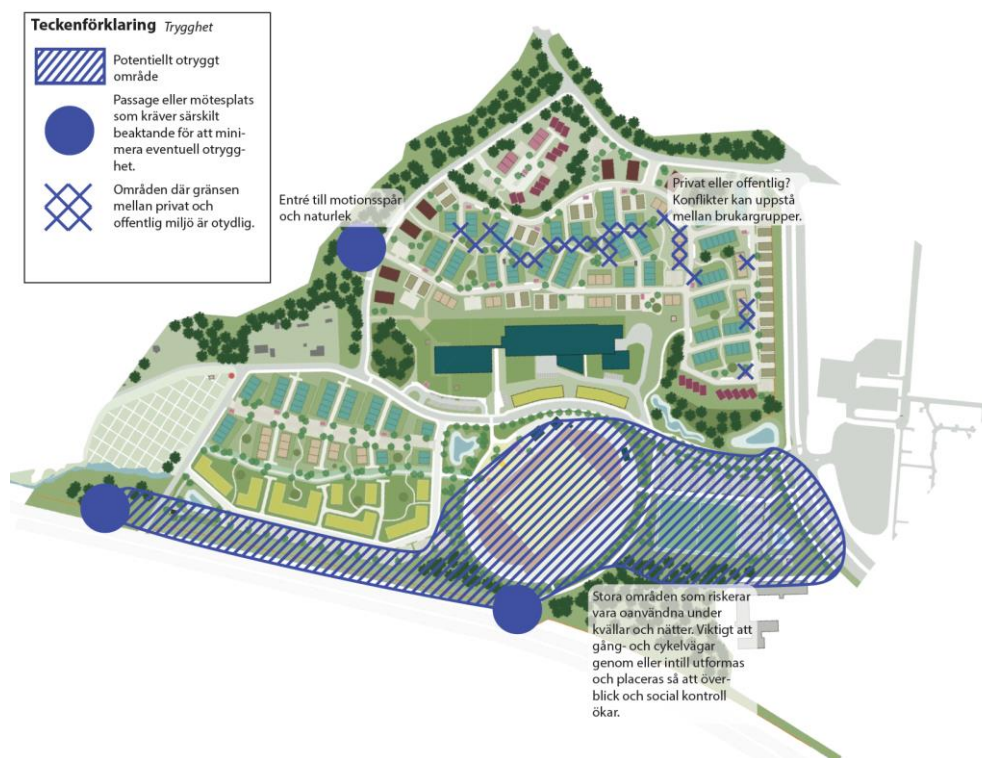 Teckenförklaring Trygghet
Potentiellt otryggt
område
Passage eller mötesplats
som kräver särskilt
beaktande för att mini-
mera eventuell otrygg-
het.
Områden där gränsen
mellan privat och
offentlig miljö är otydlig.
Entré till motionsspår
och naturlek
Privat eller offentlig?
Konflikter kan uppstå
mellan brukargrupper.
Stora områden som riskerar
vara oanvända under
kvällar och nätter. Viktigt att
gång- och cykelvägar
genom eller intill utformas
och placeras så att över-
blick och social kontroll
ökar.